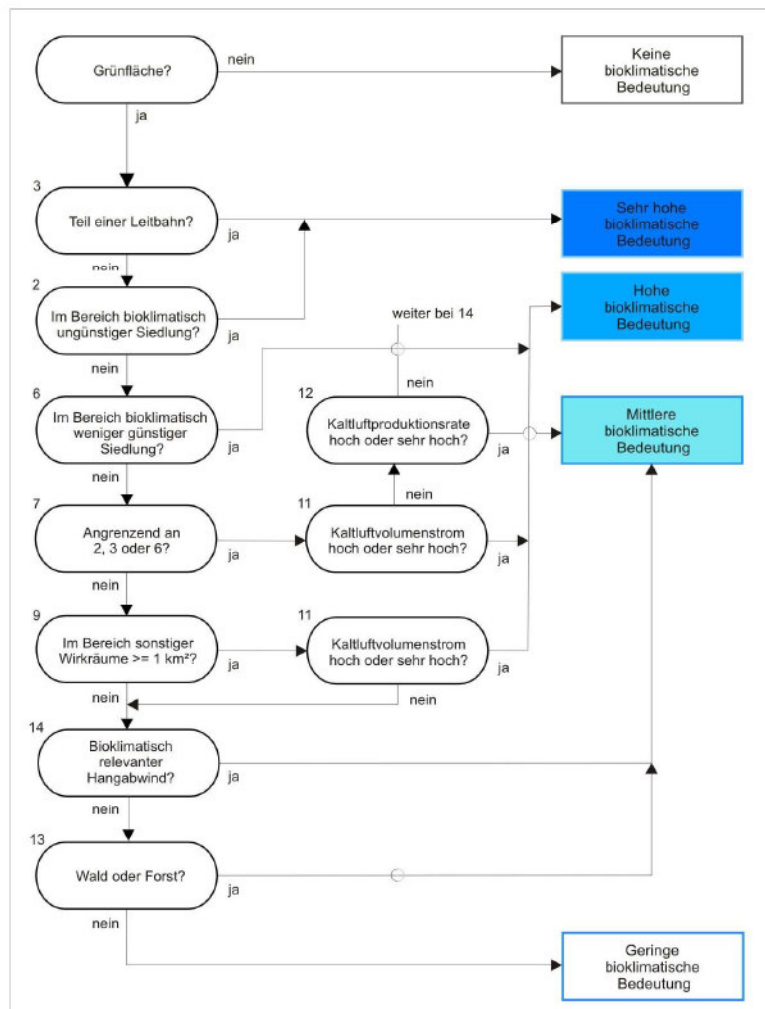 Grünfläche?
nein
Keine
bioklimatische
Bedeutung
ja
3
Teil einer Leitbahn?
ja
Sehr hohe
bioklimatische
Bedeutung
nein
2
Im Bereich bioklimatisch
ungünstiger Siedlung?
ja
Hohe
bioklimatische
Bedeutung
weiter bei 14
nein
6
Im Bereich bioklimatisch
weniger günstiger
Siedlung?
ja
nein
12
Kaltluftproduktionsrate
hoch oder sehr hoch?
ja
Mittlere
bioklimatische
Bedeutung
nein
7
Angrenzend an
2, 3 oder 6?
ja
nein
11
Kaltluftvolumenstrom
hoch oder sehr hoch?
ja
nein
9
Im Bereich sonstiger
Wirkräume >= 1 km²?
ja
11
Kaltluftvolumenstrom
hoch oder sehr hoch?
ja
nein
nein
14
Bioklimatisch
relevanter
Hangabwind?
ja
nein
13
Wald oder Forst?
ja
nein
Geringe
bioklimatische
Bedeutung